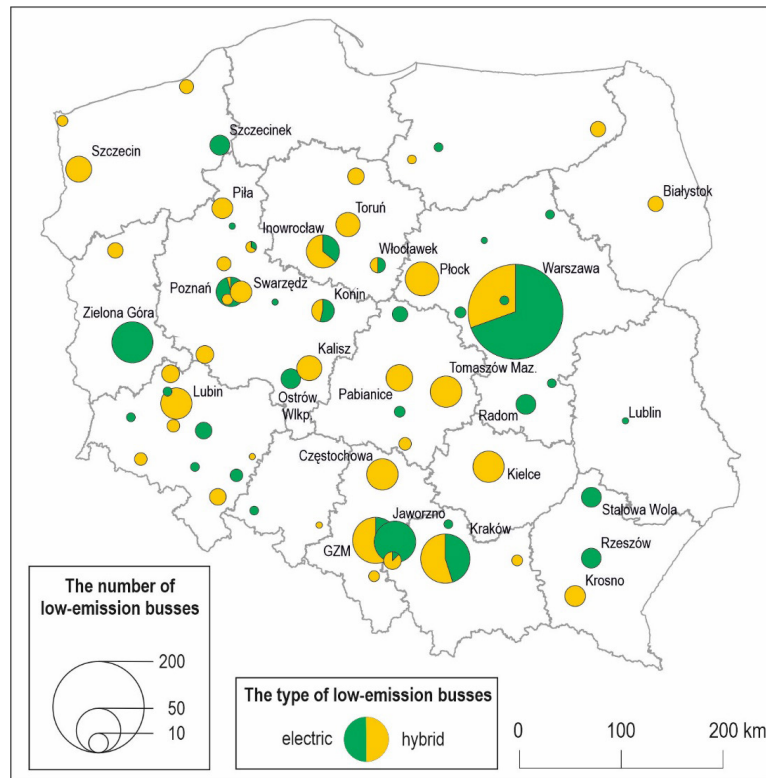 Szczecinek
Szczecin
Białystok
Piła
Toruń
Inowrocław
Włocławek
Płock
Warszawa
Poznań
Swarzędz
Konin
Zielona Góra
Kalisz
Tomaszów Maz.
Pabianice
Lubin
Ostrów
Wlkp.
Radom
Lublin
Częstochowa
Kielce
Stalowa Wola
Jaworzno
Kraków
GZM
Rzeszów
Krosno
The number of
low-emission busses
200
50
10
The type of low-emission busses
electric
hybrid
0
100
200 km